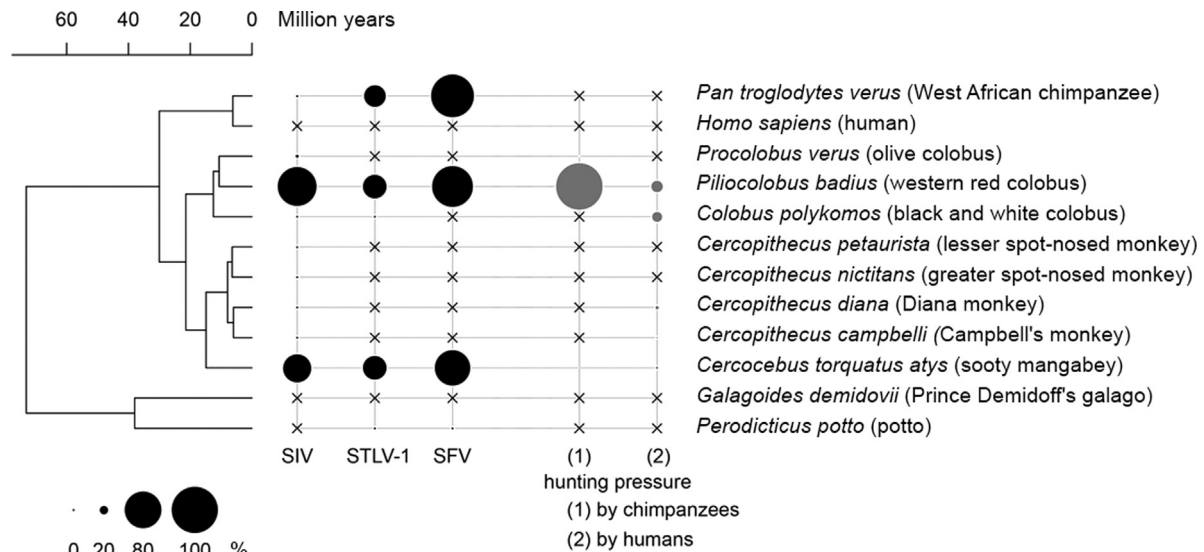 60 40 20 0 Million years
Pan troglodytes verus (West African chimpanzee)
Homo sapiens (human)
Procolobus verus (olive colobus)
Piliocolobus badius (western red colobus)
Colobus polykomos (black and white colobus)
Cercopithecus petaurista (lesser spot-nosed monkey)
Cercopithecus nictitans (greater spot-nosed monkey)
Cercopithecus diana (Diana monkey)
Cercopithecus campbelli (Campbell's monkey)
Cercocebus torquatus atys (sooty mangabey)
Galagoides demidovii (Prince Demidoff's galago)
Perodicticus potto (potto)
SIV STLV-1 SFV (1) (2)
hunting pressure
(1) by chimpanzees
(2) by humans
0 20 80 100 %